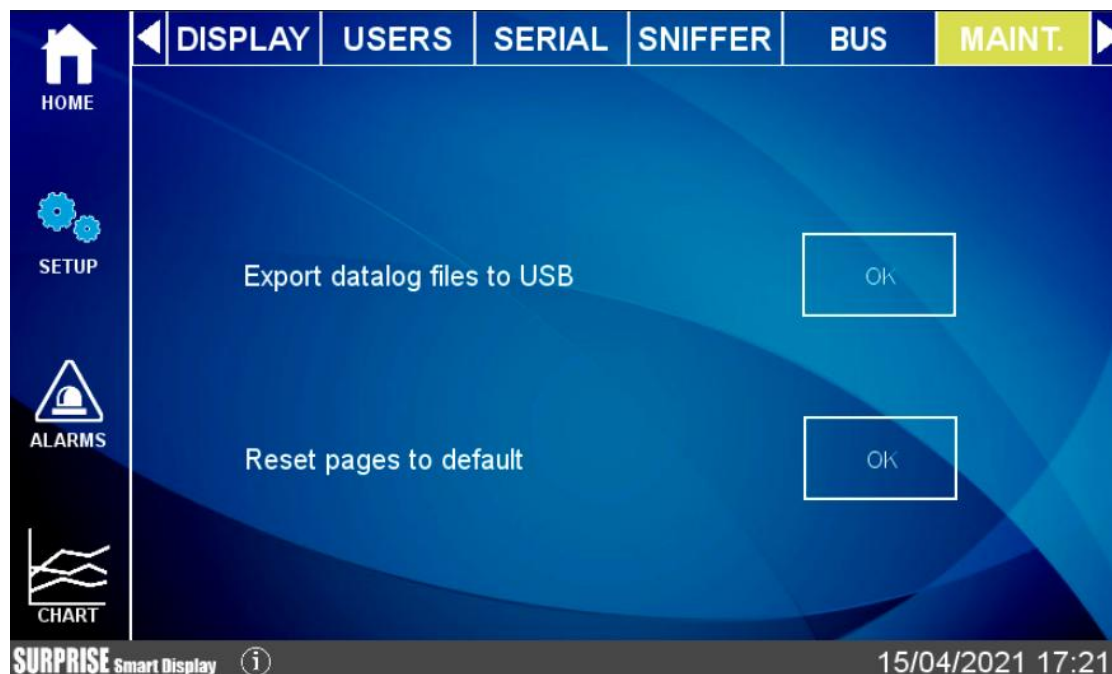 DISPLAY USERS SERIAL SNIFFER BUS MAINT.
HOME
SETUP
Export datalog files to USB OK
ALARMS
Reset pages to default OK
CHART
SURPRISE Smart Display i 15/04/2021 17:21